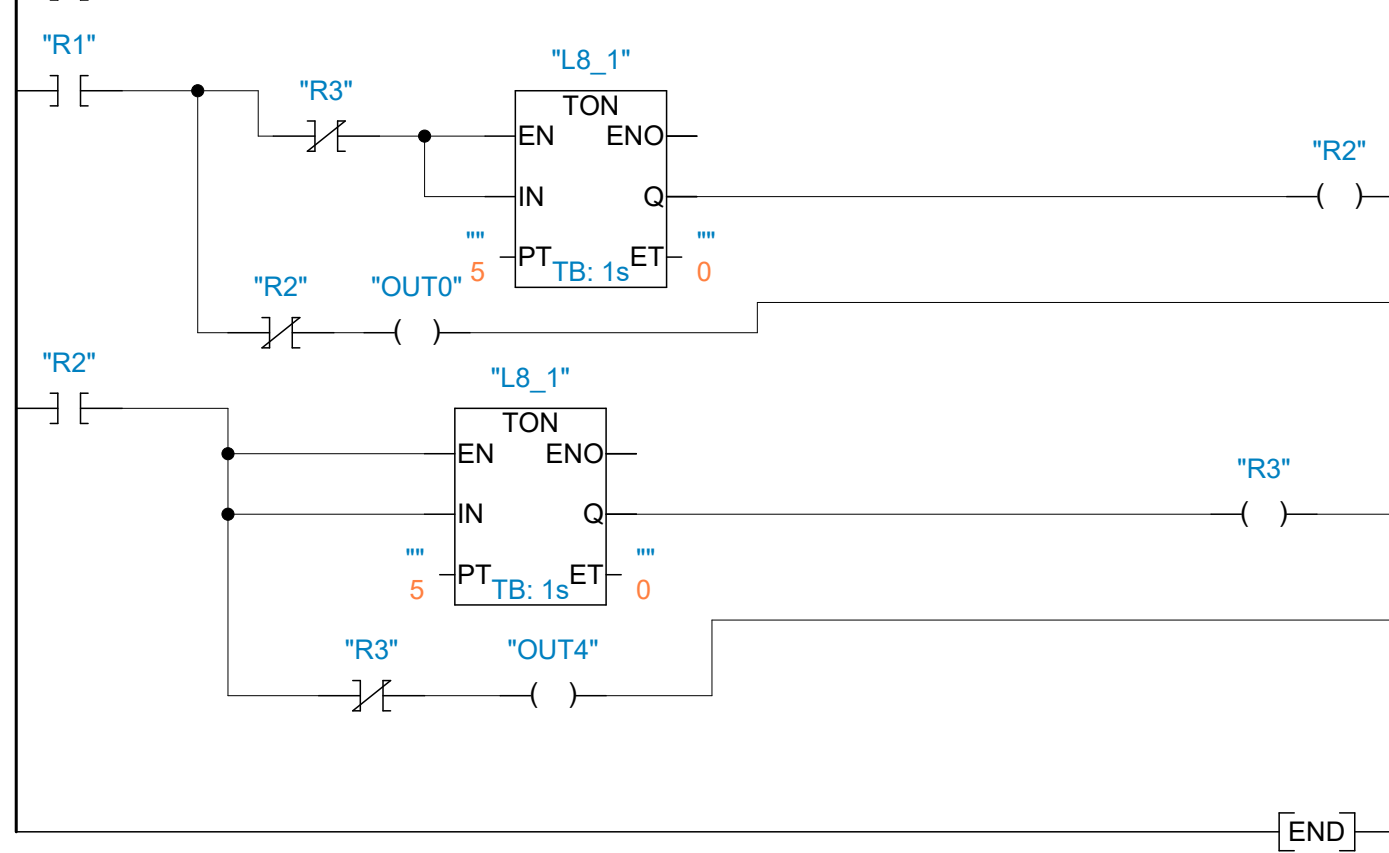 "R1"
"L8_1"
"R3"
TON
EN ENO
"R2"
IN Q
"" ""
PT ET
5 TB: 1s 0
"R2" "OUT0"
"R2"
"L8_1"
TON
EN ENO
"R3"
IN Q
"" ""
PT ET
5 TB: 1s 0
"R3" "OUT4"
END